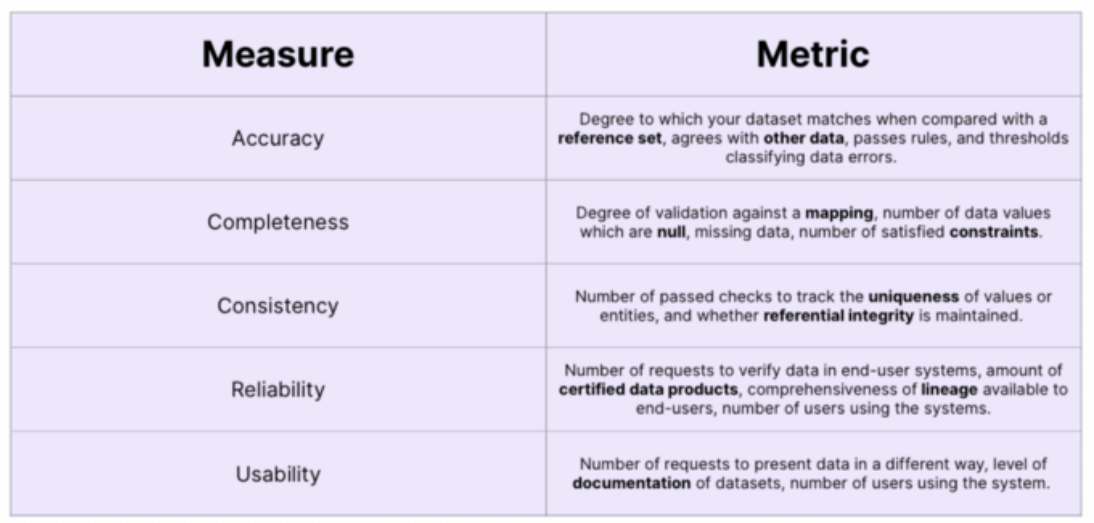 Measure
Metric
Accuracy
Degree to which your dataset matches when compared with a
reference set, agrees with other data, passes rules, and thresholds
classifying data errors.
Completeness
Degree of validation against a mapping, number of data values
which are null, missing data, number of satisfied constraints.
Consistency
Number of passed checks to track the uniqueness of values or
entities, and whether referential integrity is maintained.
Reliability
Number of requests to verify data in end-user systems, amount of
certified data products, comprehensiveness of lineage available to
end-users, number of users using the systems.
Usability
Number of requests to present data in a different way, level of
documentation of datasets, number of users using the system.